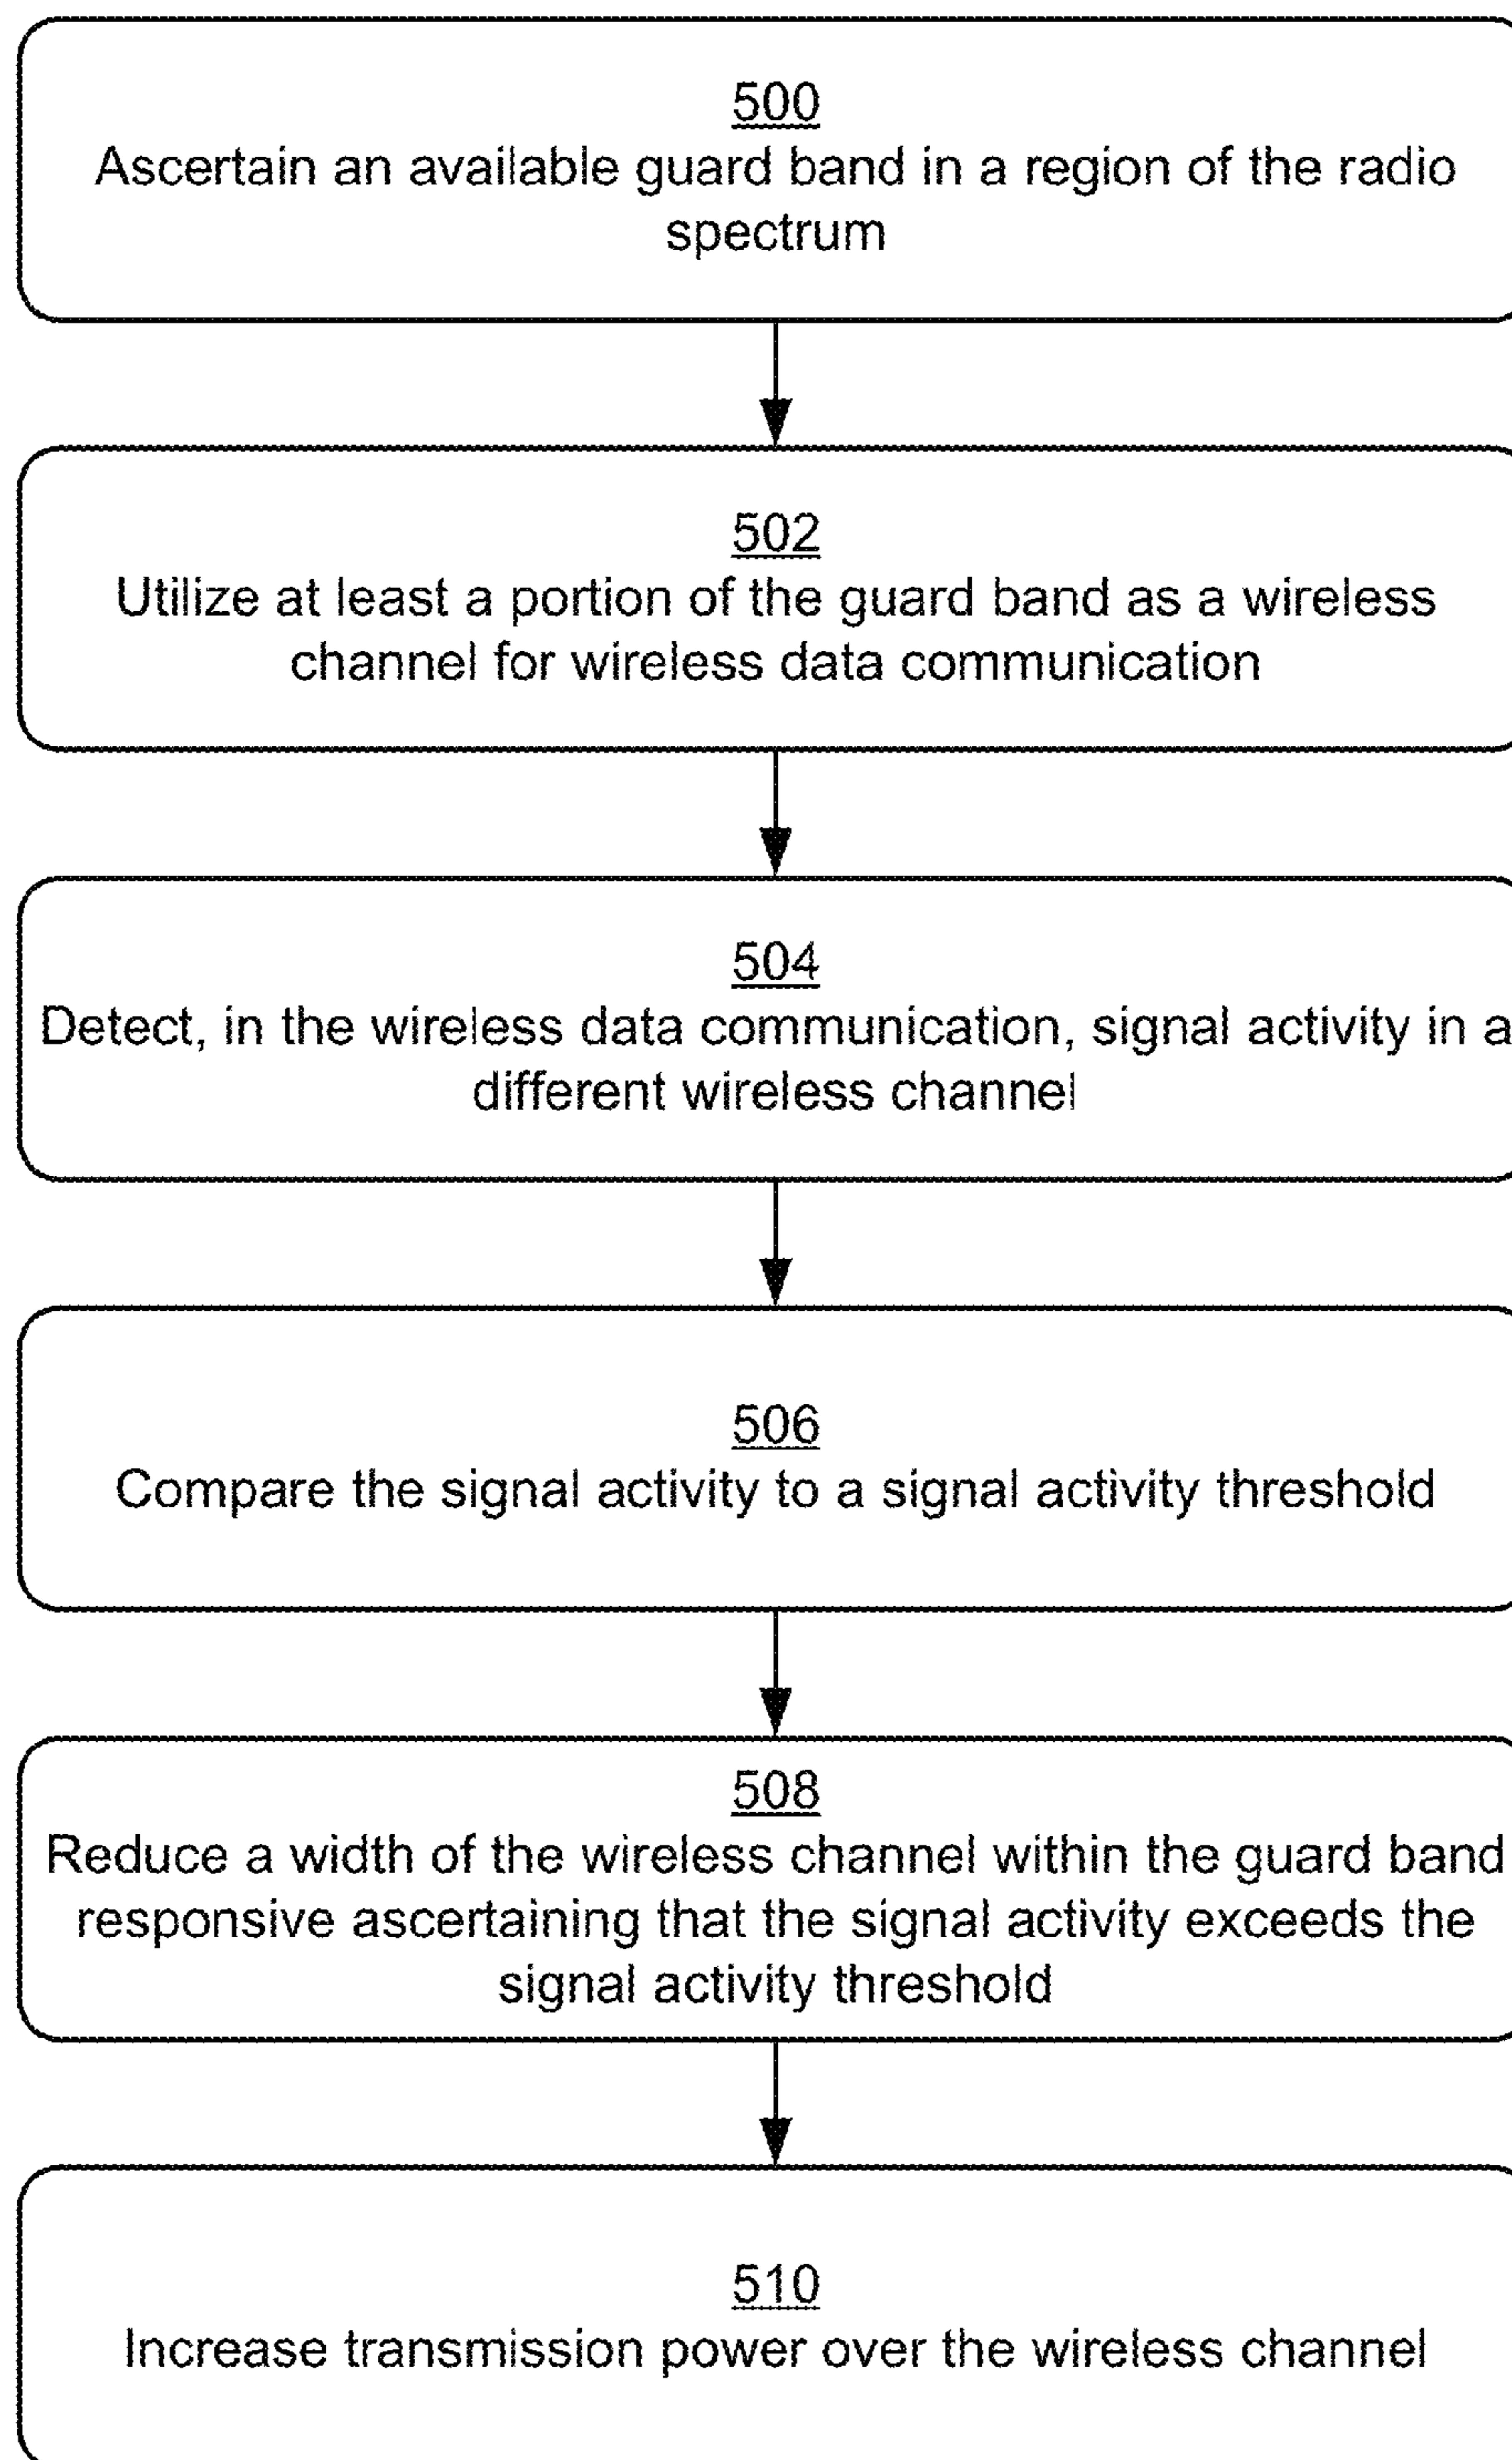 500
Ascertain an available guard band in a region of the radio
spectrum
502
Utilize at least a portion of the guard band as a wireless
channel for wireless data communication
504
Detect, in the wireless data communication, signal activity in a
different wireless channel
506
Compare the signal activity to a signal activity threshold
508
Reduce a width of the wireless channel within the guard band
responsive ascertaining that the signal activity exceeds the
signal activity threshold
510
Increase transmission power over the wireless channel